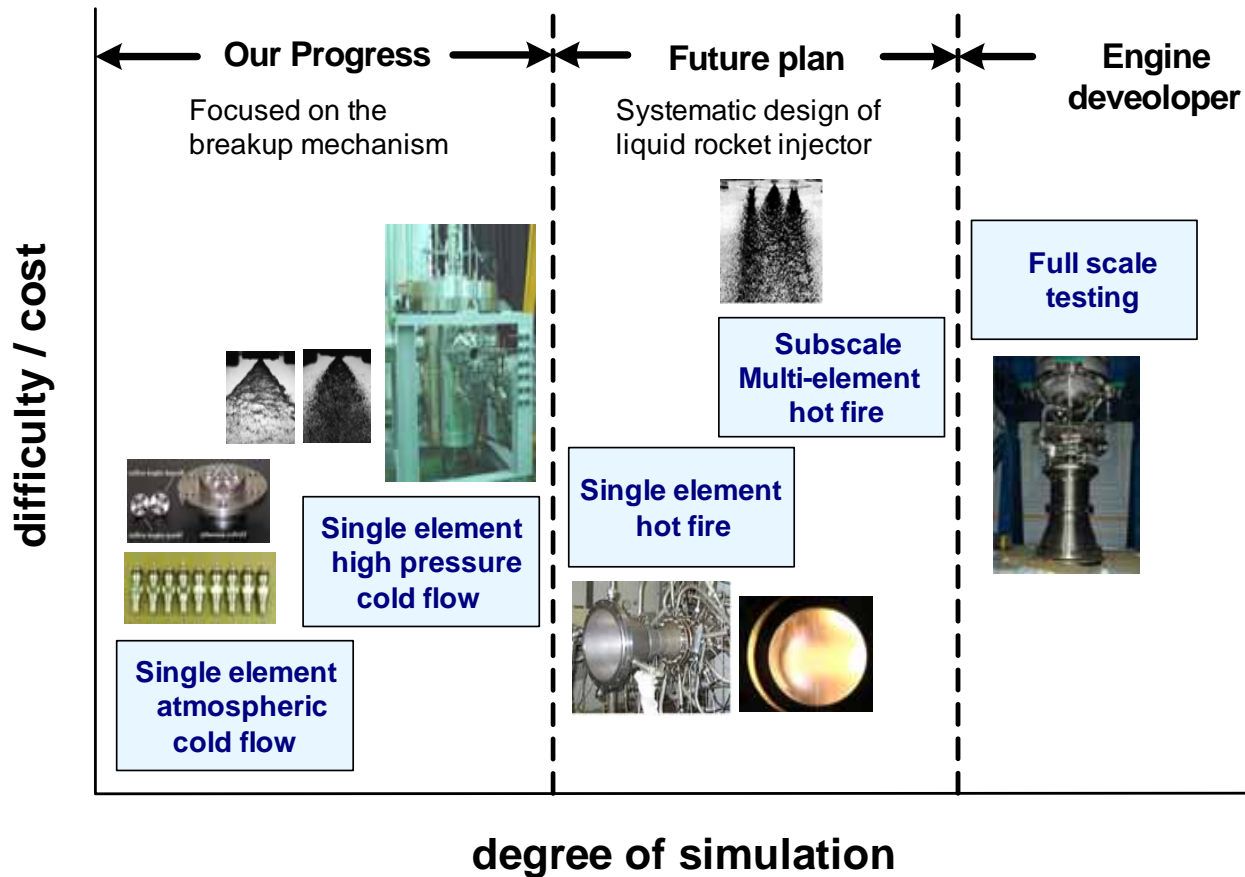 Our Progress
Focused on the
breakup mechanism
Future plan
Systematic design of
liquid rocket injector
Engine
deveoloper
Full scale
testing
Subscale
Multi-element
hot fire
Single element
hot fire
Single element
high pressure
cold flow
Single element
atmospheric
cold flow
difficulty / cost
degree of simulation